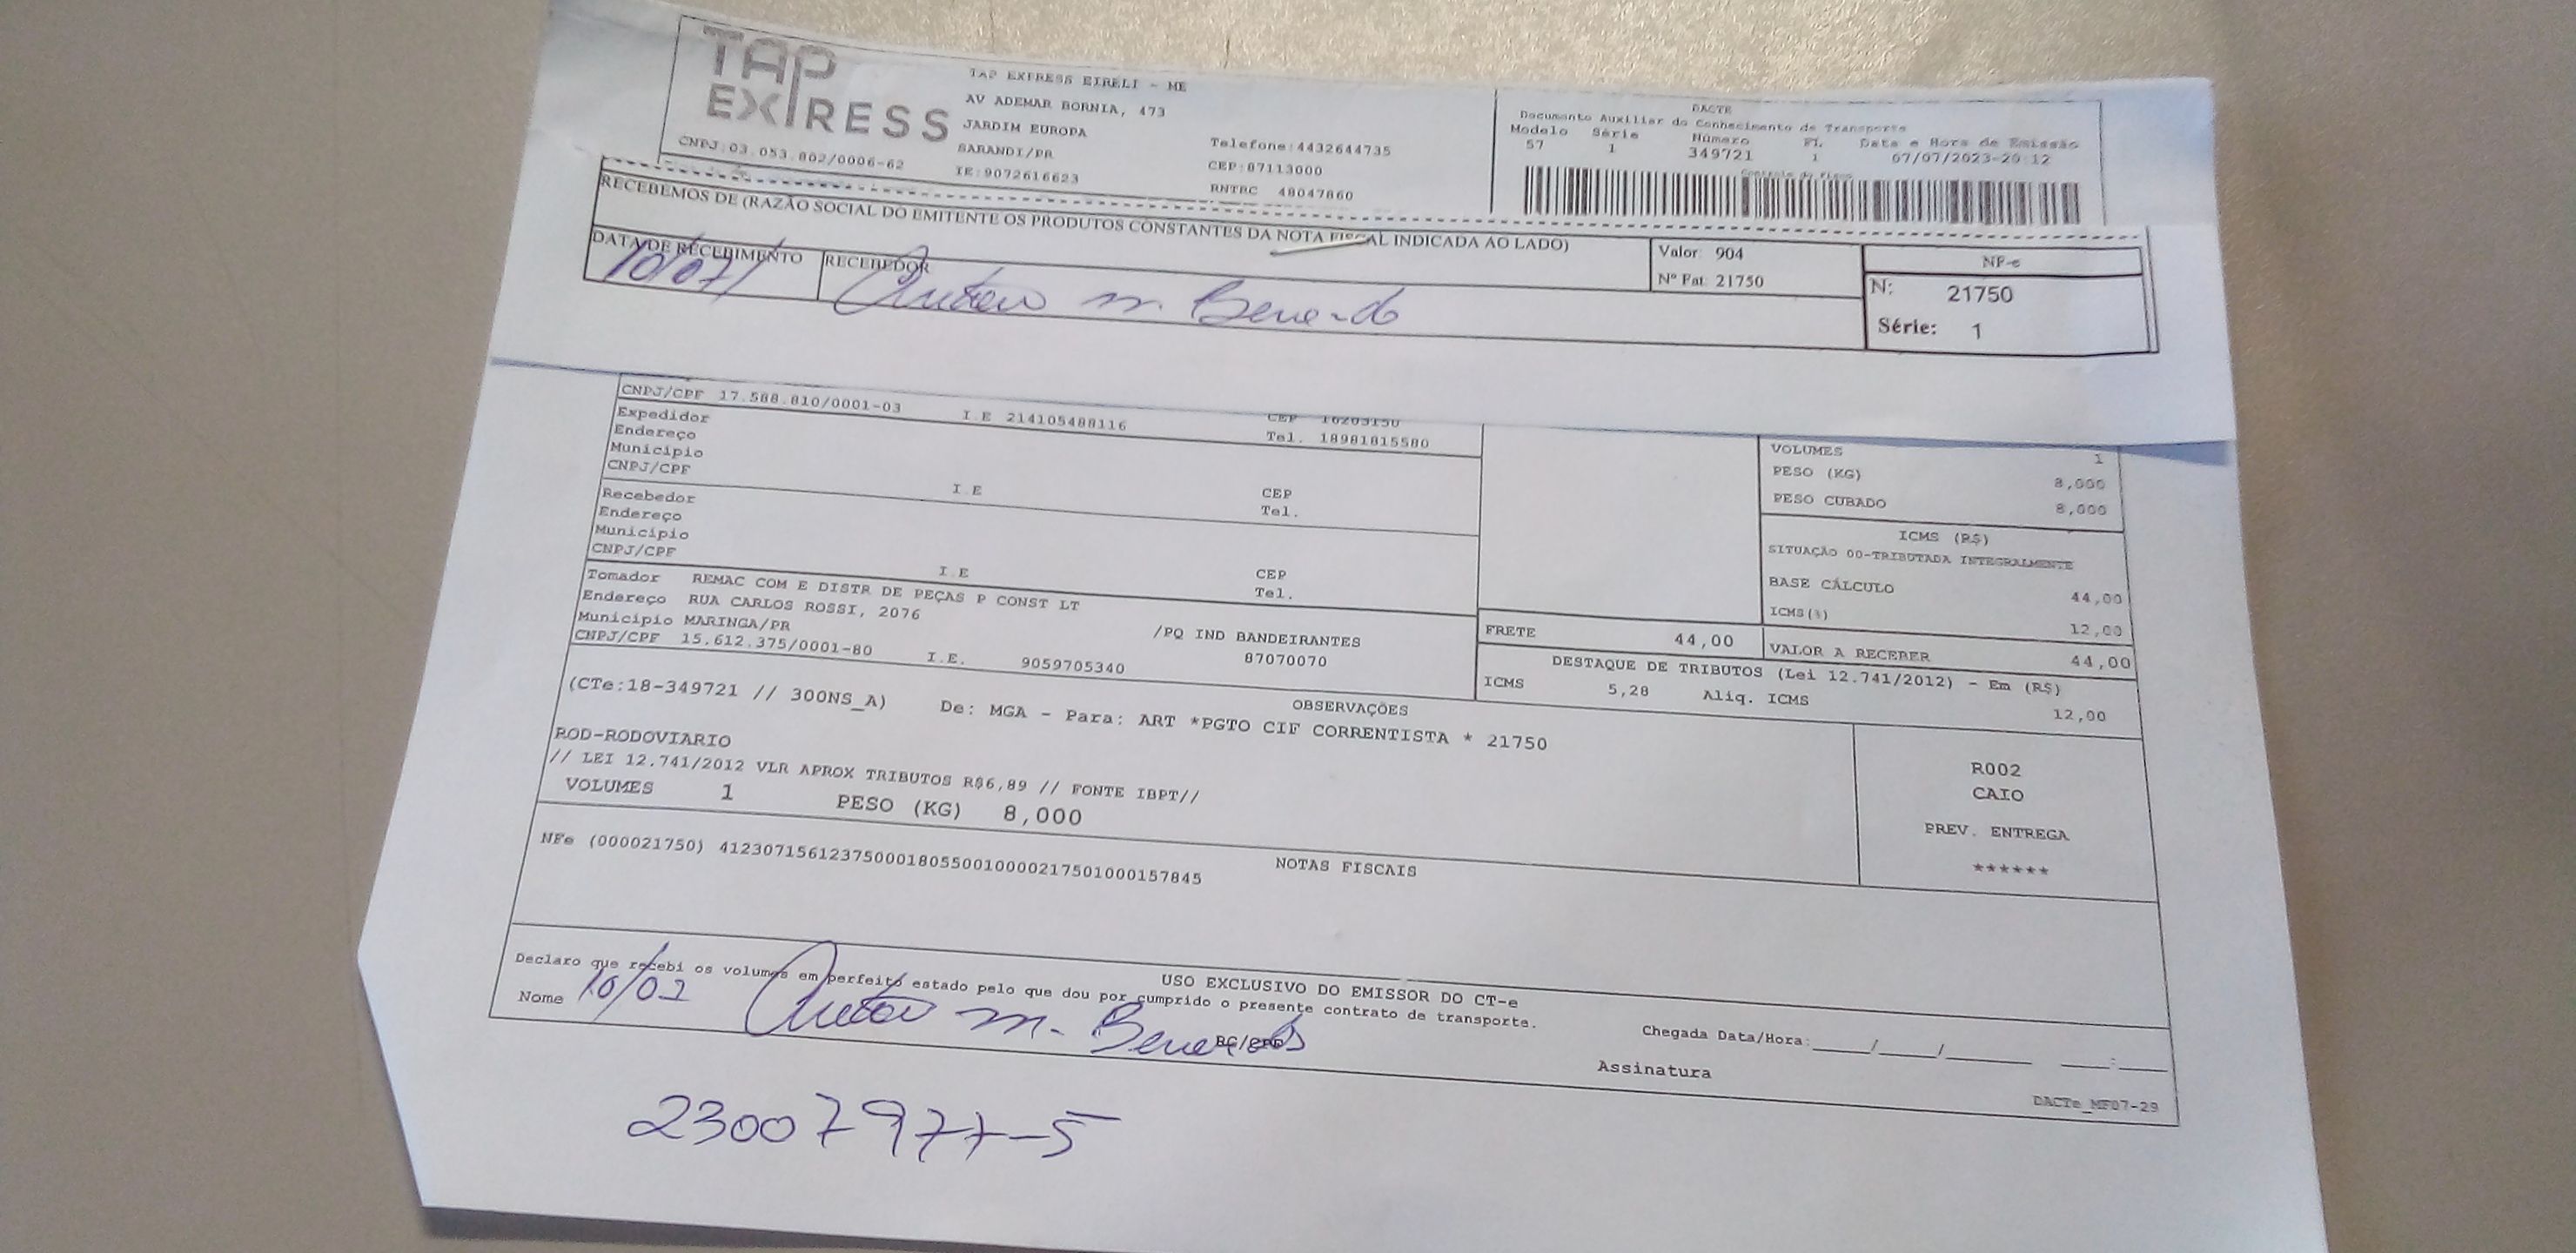 TAP EXPRESS
TAP EXPRESS EIRELI - ME
AV ADEMAR BORNIA, 473
JARDIM EUROPA
SARANDI/PR
CNPJ:03.053.802/0006-62
IE:9072616623
Telefone:4432644735
CEP:87113000
RNTRC 48047860
DACTE
Documento Auxiliar do Conhecimento de Transporte
Modelo Série Número FL Data e Hora de Emissão
57 1 349721 1 07/07/2023-20:12
Controle do Fisco
RECEBEMOS DE (RAZÃO SOCIAL DO EMITENTE OS PRODUTOS CONSTANTES DA NOTA FISCAL INDICADA AO LADO)
DATA DE RECEBIMENTO
10/07/
RECEBEDOR
m.
Valor 904
Nº Fat. 21750
NF-e
N: 21750
Série: 1
CNPJ/CPF 17.588.810/0001-03 I.E 214105488116 CEP 16203150
Tel. 18981815580
Expedidor
Endereço
Município
CNPJ/CPF I.E CEP
Tel.
Recebedor
Endereço
Município
CNPJ/CPF I.E CEP
Tel.
Tomador REMAC COM E DISTR DE PEÇAS P CONST LT
Endereço RUA CARLOS ROSSI, 2076 /PQ IND BANDEIRANTES
Município MARINGA/PR 87070070
CNPJ/CPF 15.612.375/0001-80 I.E. 9059705340
VOLUMES 1
PESO (KG) 8,000
PESO CUBADO 8,000
ICMS (R$)
SITUAÇÃO 00-TRIBUTADA INTEGRALMENTE
BASE CÁLCULO 44,00
ICMS(%) 12,00
FRETE 44,00 VALOR A RECEBER 44,00
DESTAQUE DE TRIBUTOS (Lei 12.741/2012) - Em (R$)
ICMS 5,28 Aliq. ICMS 12,00
OBSERVAÇÕES
(CTe:18-349721 // 300NS_A) De: MGA - Para: ART *PGTO CIF CORRENTISTA * 21750
ROD-RODOVIARIO
// LEI 12.741/2012 VLR APROX TRIBUTOS R$6,89 // FONTE IBPT//
VOLUMES 1 PESO (KG) 8,000
R002
CAIO
PREV. ENTREGA
******
NOTAS FISCAIS
NFe (000021750) 41230715612375000180550010000217501000157845
USO EXCLUSIVO DO EMISSOR DO CT-e
Declaro que recebi os volumes em perfeito estado pelo que dou por cumprido o presente contrato de transporte.
Nome 10/07 m.
Chegada Data/Hora:____/____/______ ____:____
Assinatura
DACTe_MF07-29
23007977-5